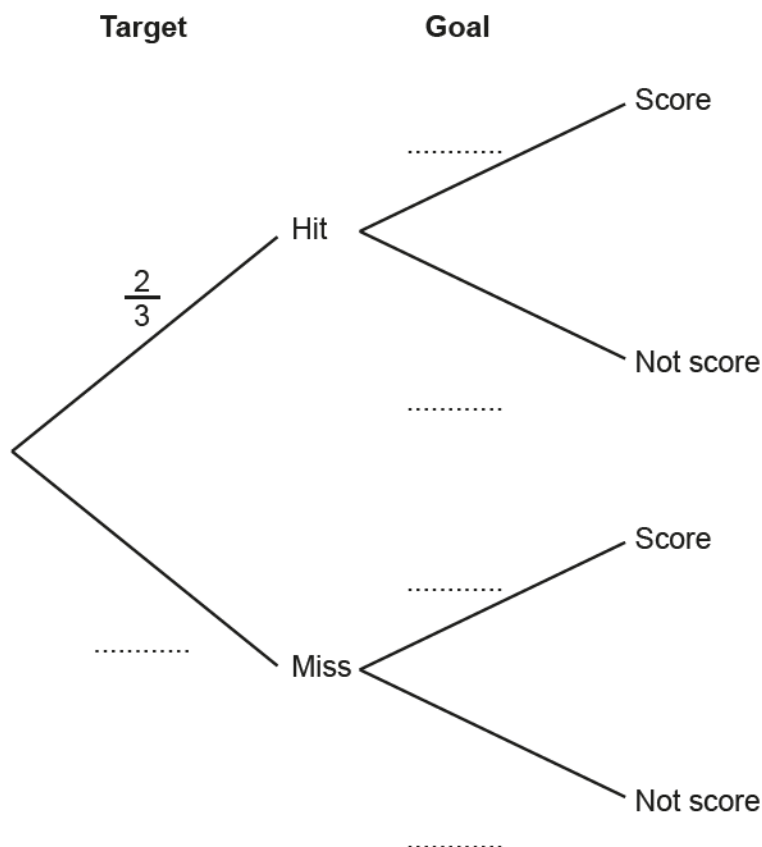 Target Goal
Score
............
Hit
2
3
Not score
............
Score
............
............
Miss
Not score
............